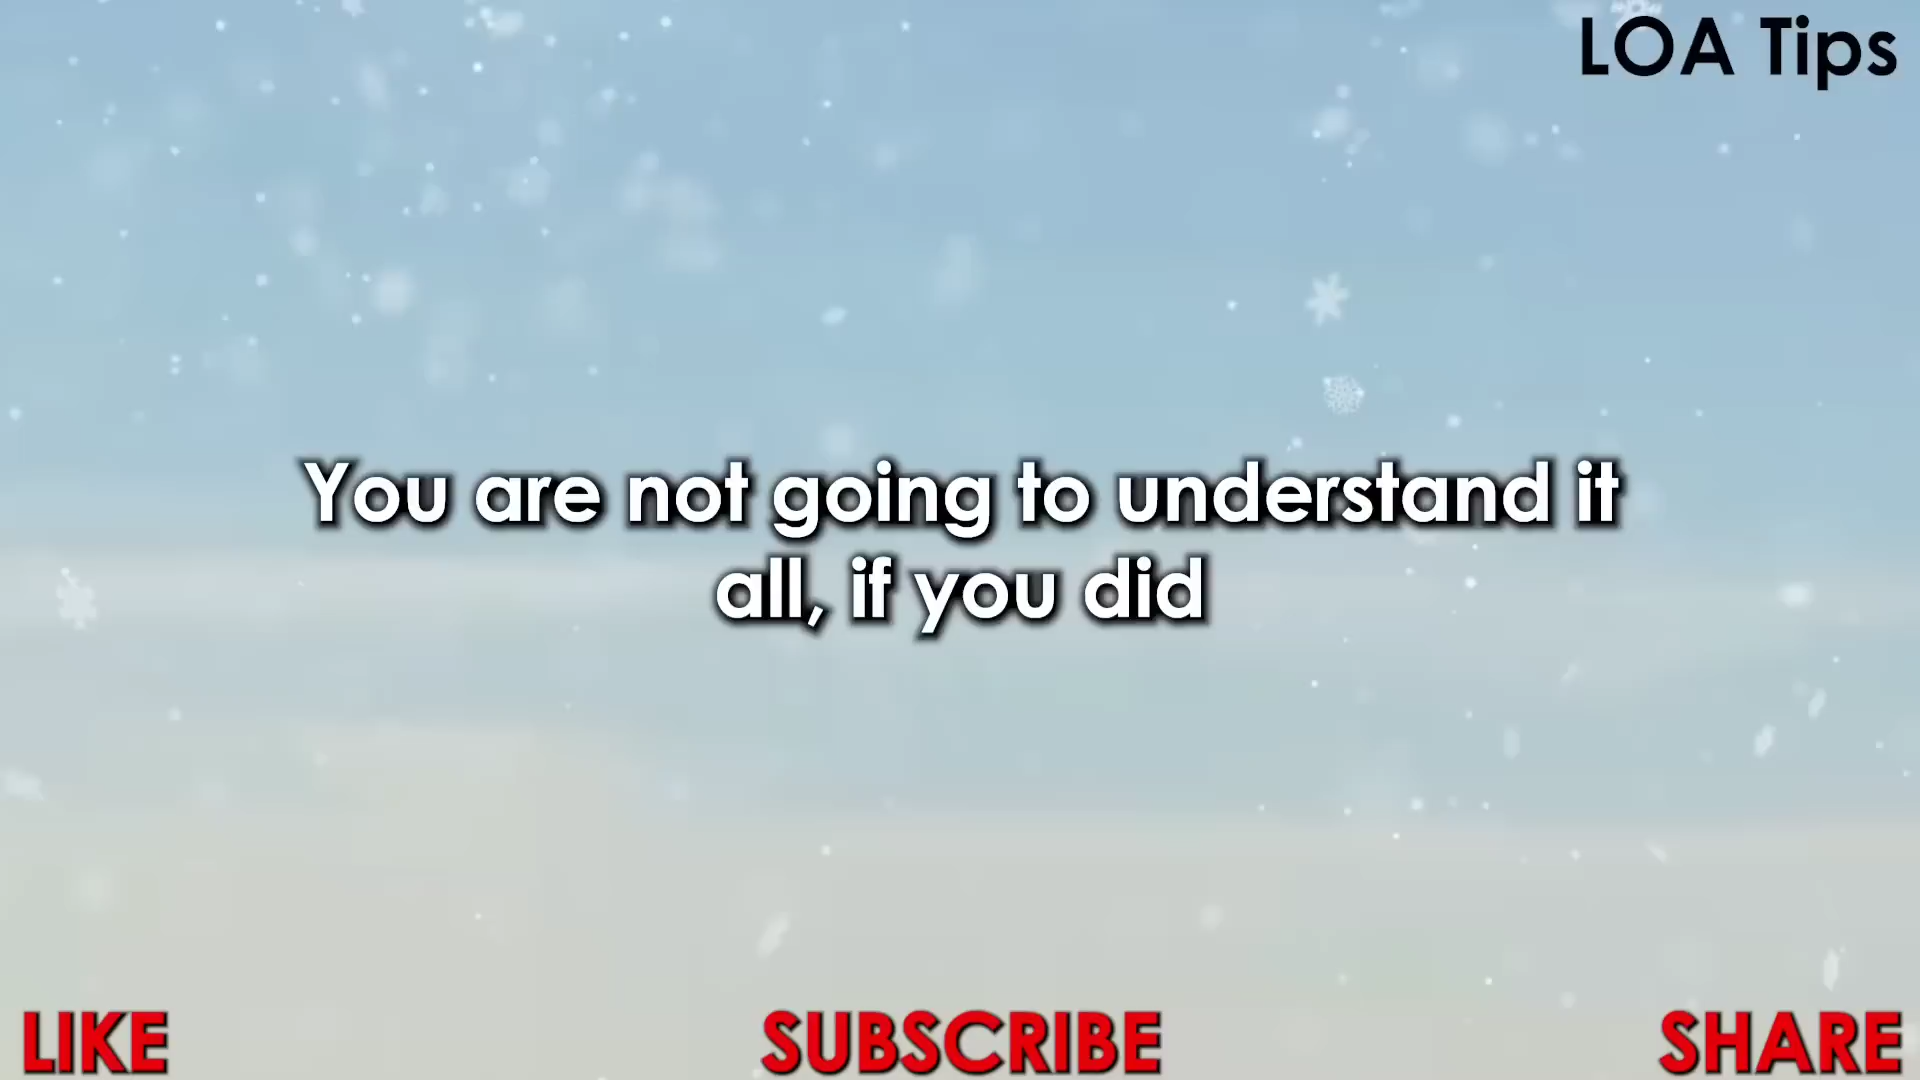 LOA Tips
You are not going to understand it
all, if you did
LIKE
SUBSCRIBE
SHARE